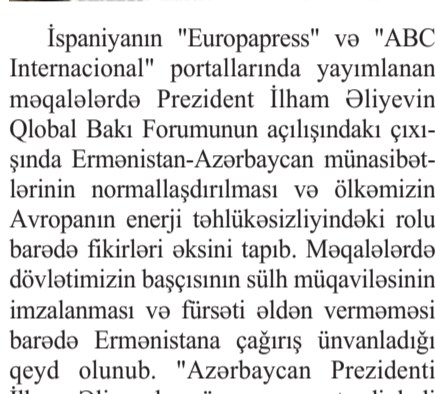 İspaniyanın "Europapress" və "ABC
Internacional" portallarında yayımlanan
məqalələrdə Prezident İlham Əliyevin
Qlobal Bakı Forumunun açılışındakı çıxı-
şında Ermənistan-Azərbaycan münasibət-
lərinin normallaşdırılması və ölkəmizin
Avropanın enerji təhlükəsizliyindəki rolu
barədə fikirləri əksini tapıb. Məqalələrdə
dövlətimizin başçısının sülh müqaviləsinin
imzalanması və fürsəti əldən verməməsi
barədə Ermənistana çağırış ünvanladığı
qeyd olunub. "Azərbaycan Prezidenti